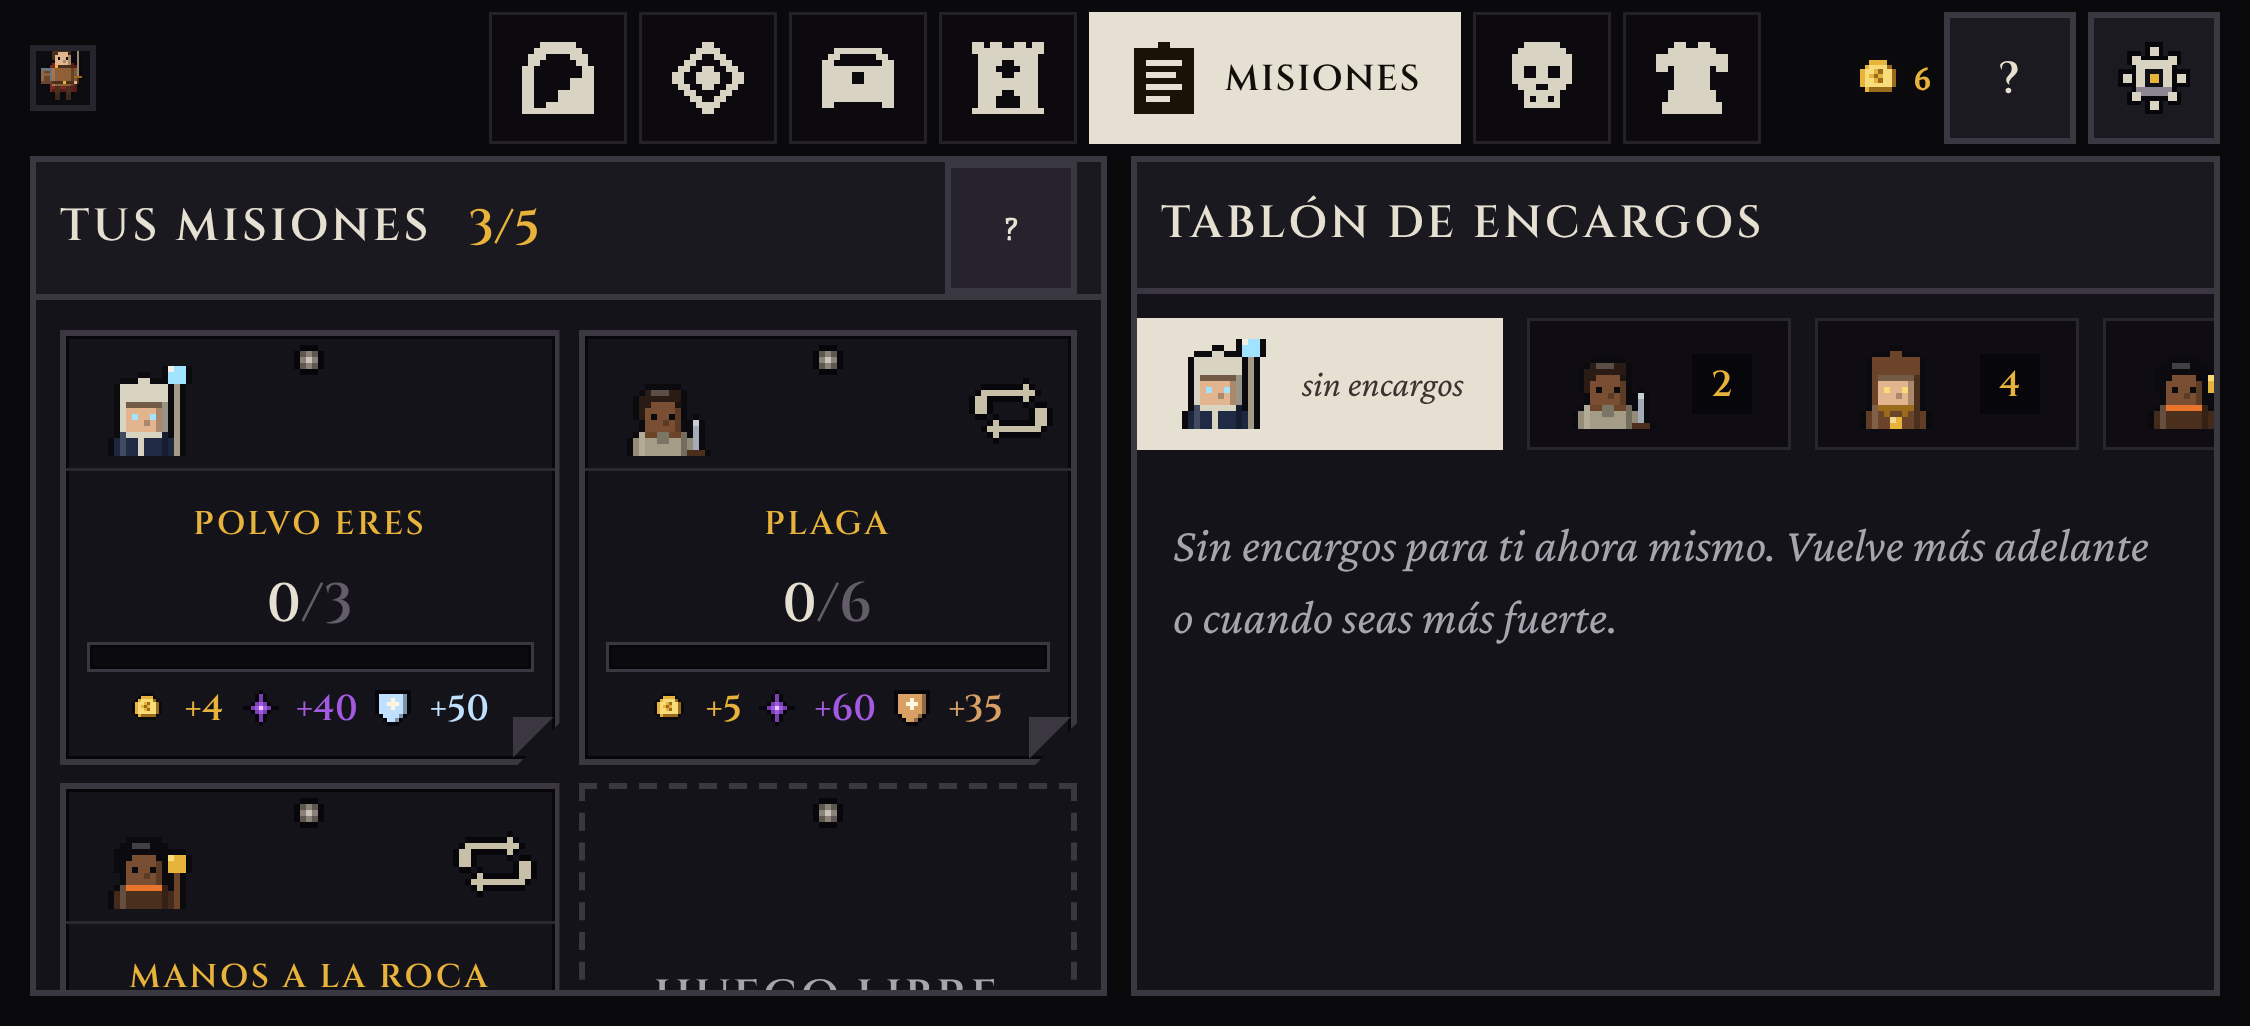 MISIONES
6
?
TUS MISIONES 3/5
?
POLVO ERES
0/3
+4 +40 +50
PLAGA
0/6
+5 +60 +35
MANOS A LA ROCA
HUECO LIBRE
TABLÓN DE ENCARGOS
sin encargos
2
4
Sin encargos para ti ahora mismo. Vuelve más adelante
o cuando seas más fuerte.